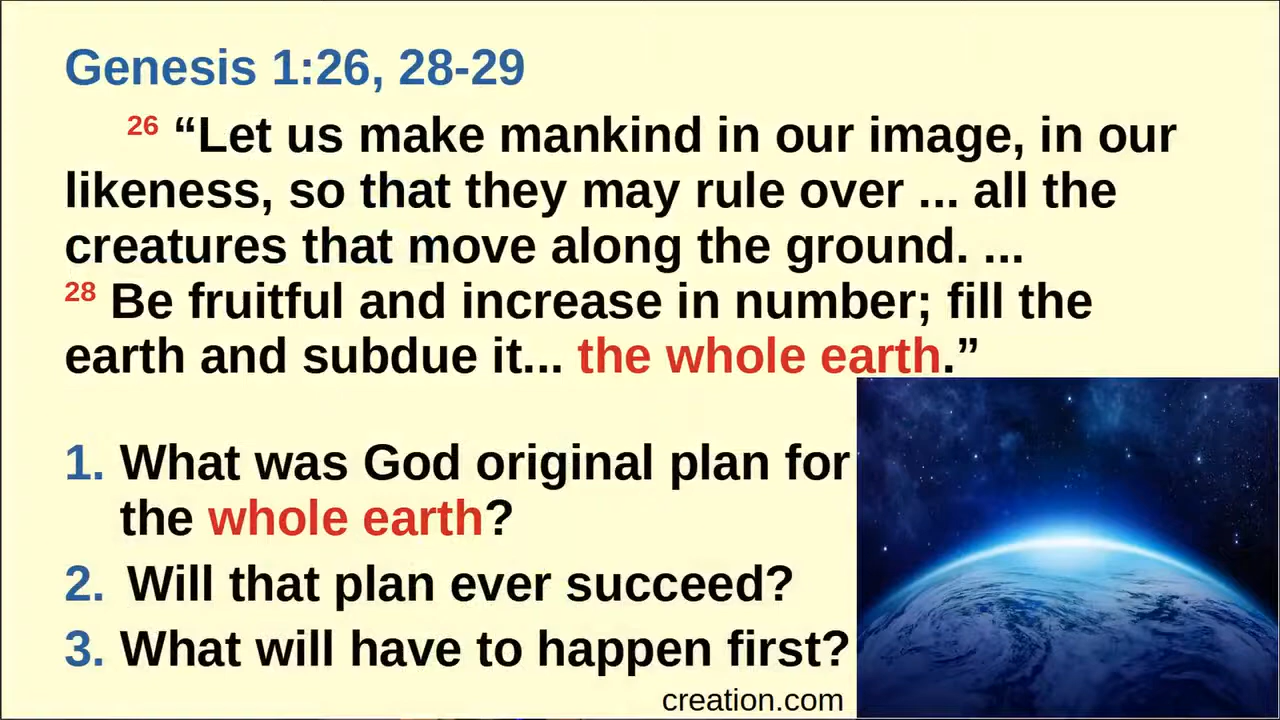 Genesis 1:26, 28-29
26 “Let us make mankind in our image, in our
likeness, so that they may rule over ... all the
creatures that move along the ground. ...
28 Be fruitful and increase in number; fill the
earth and subdue it... the whole earth.”
1. What was God original plan for
the whole earth?
2. Will that plan ever succeed?
3. What will have to happen first?
creation.com